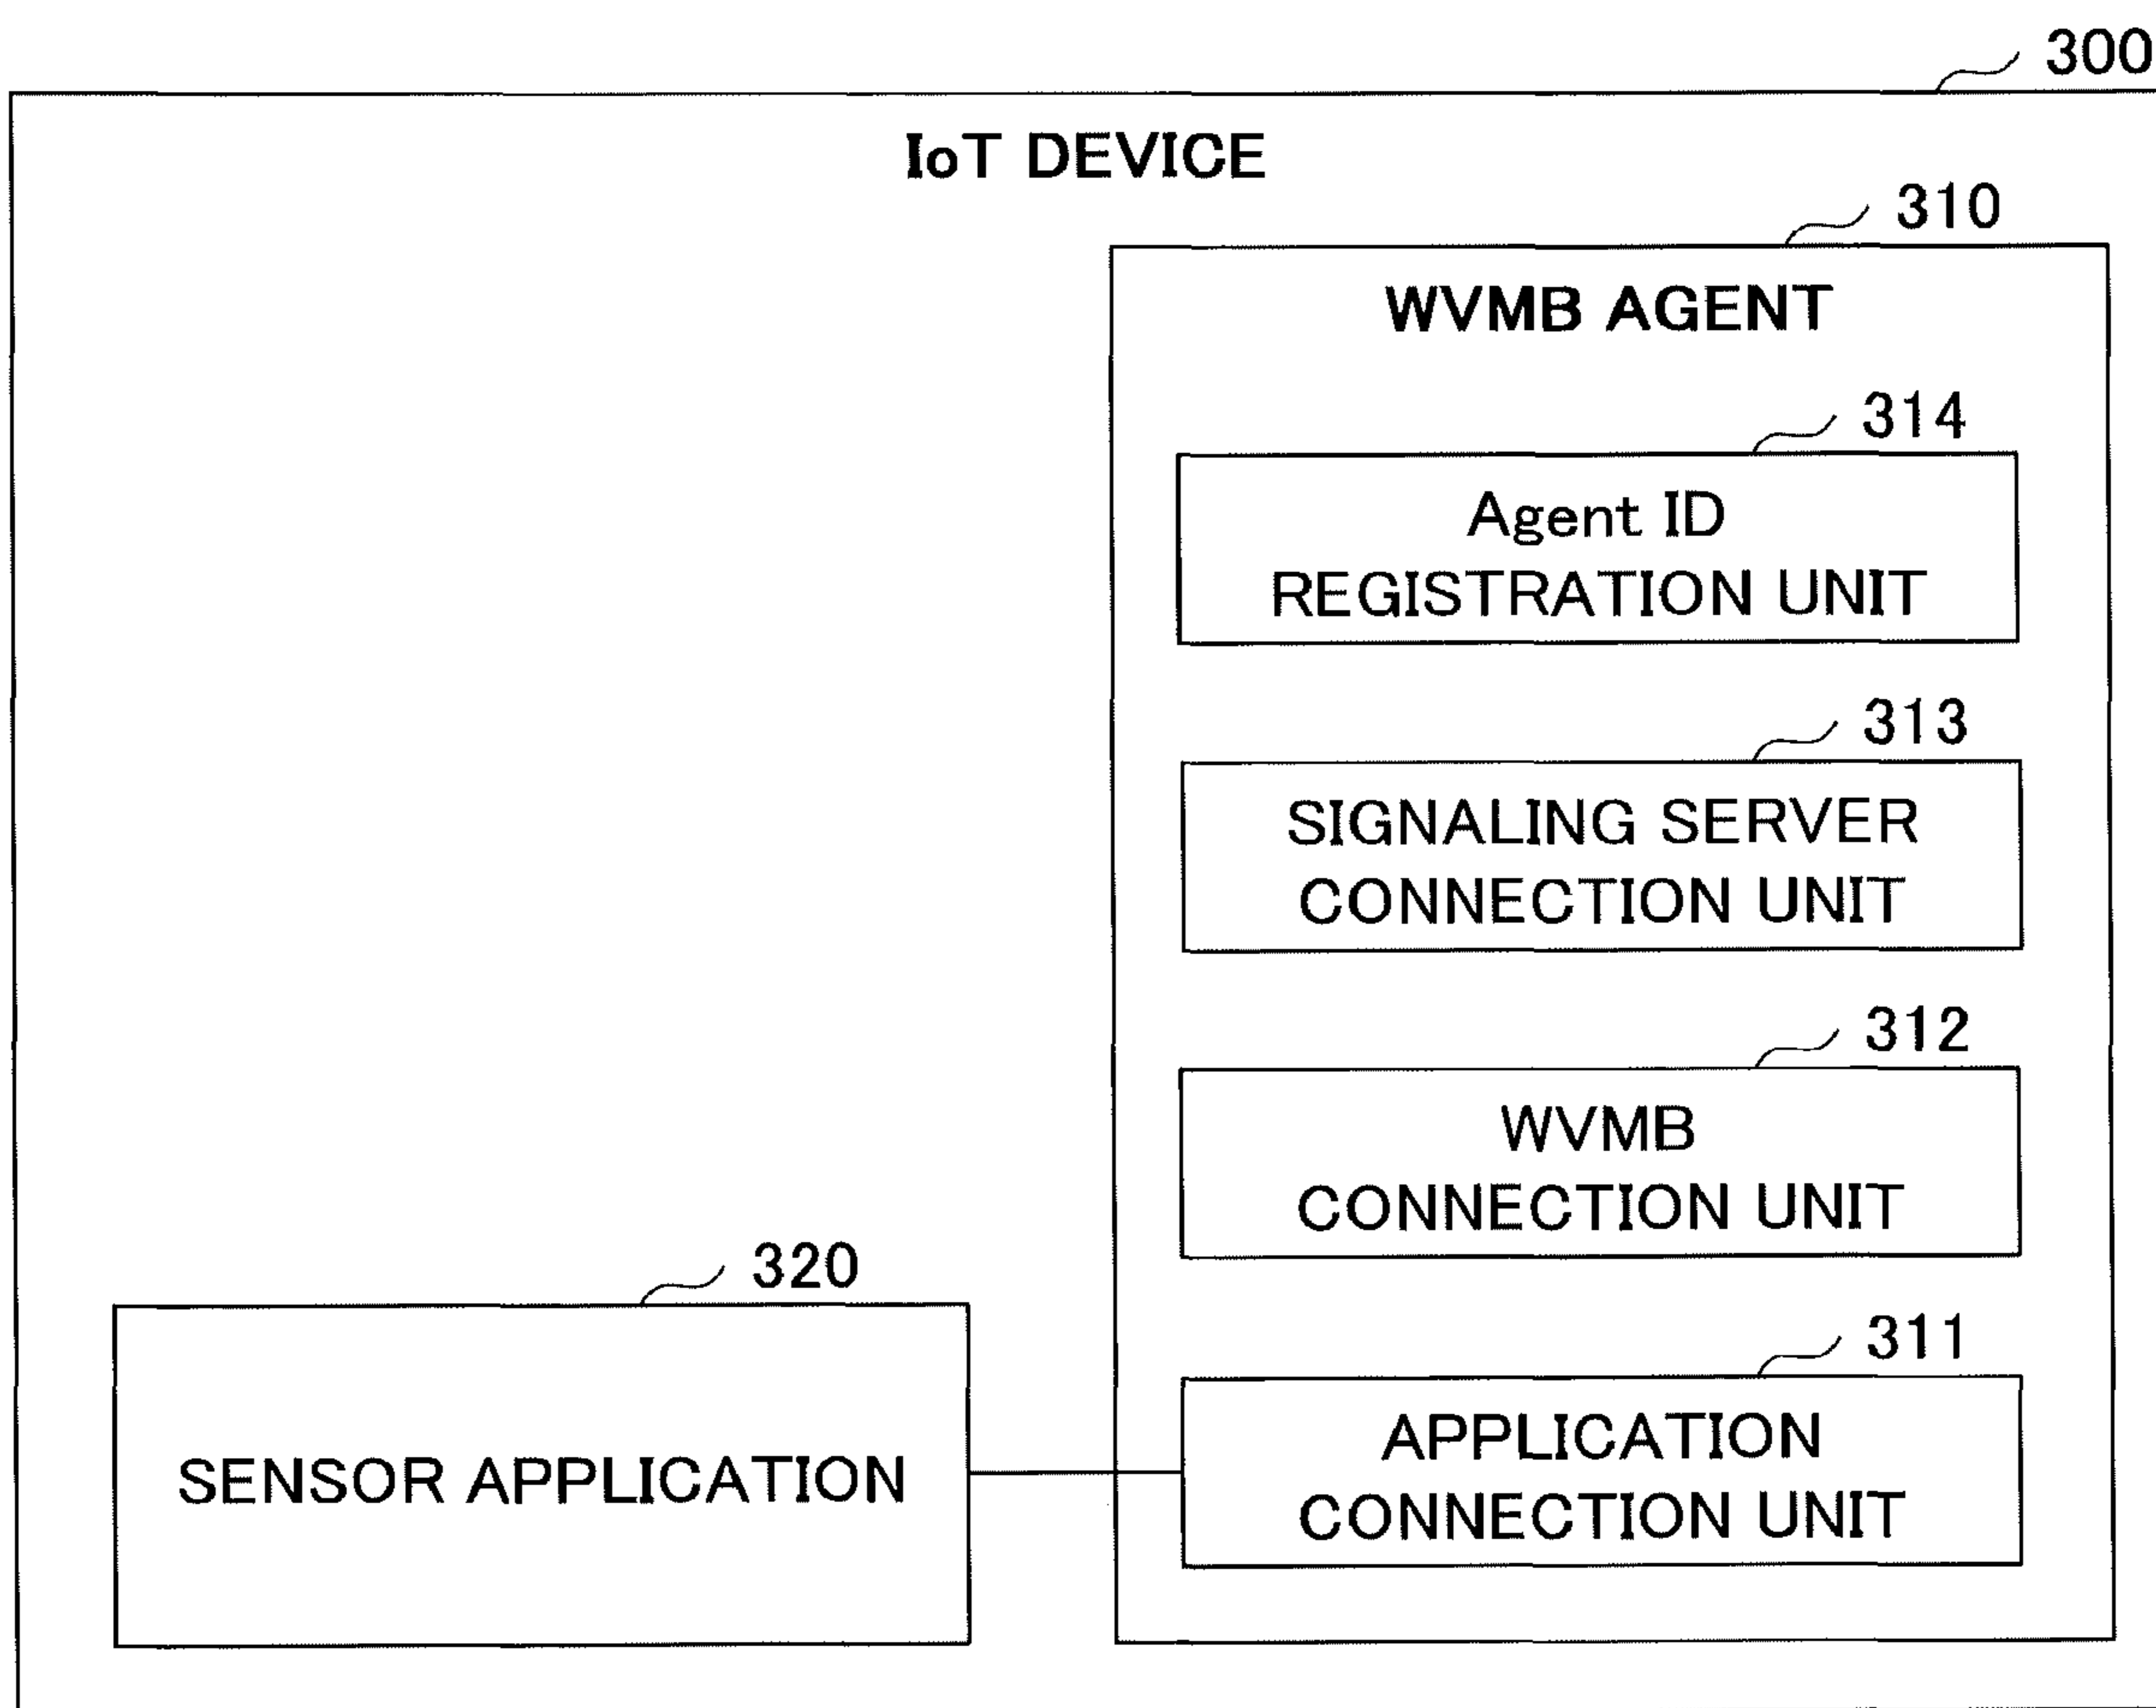 300
IoT DEVICE
310
WVMB AGENT
314
Agent ID
REGISTRATION UNIT
313
SIGNALING SERVER
CONNECTION UNIT
312
WVMB
CONNECTION UNIT
320
SENSOR APPLICATION
311
APPLICATION
CONNECTION UNIT